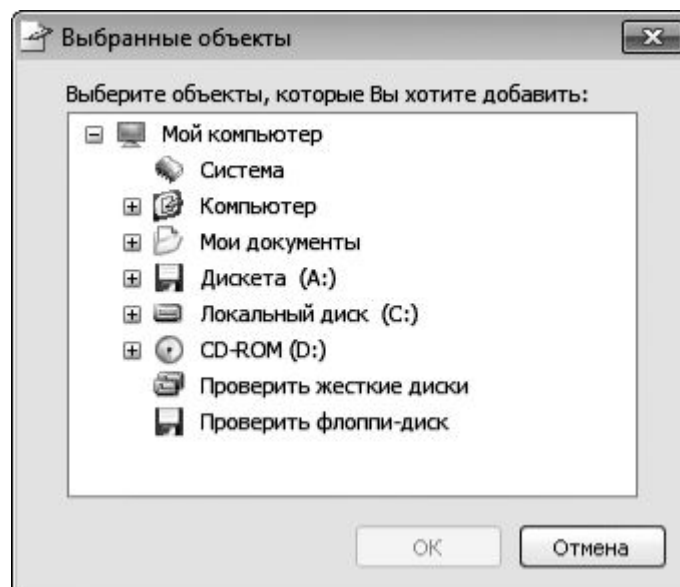 Выбранные объекты
Выберите объекты, которые Вы хотите добавить:
Мой компьютер
Система
Компьютер
Мои документы
Дискета (A:)
Локальный диск (C:)
CD-ROM (D:)
Проверить жесткие диски
Проверить флоппи-диск
ОК Отмена